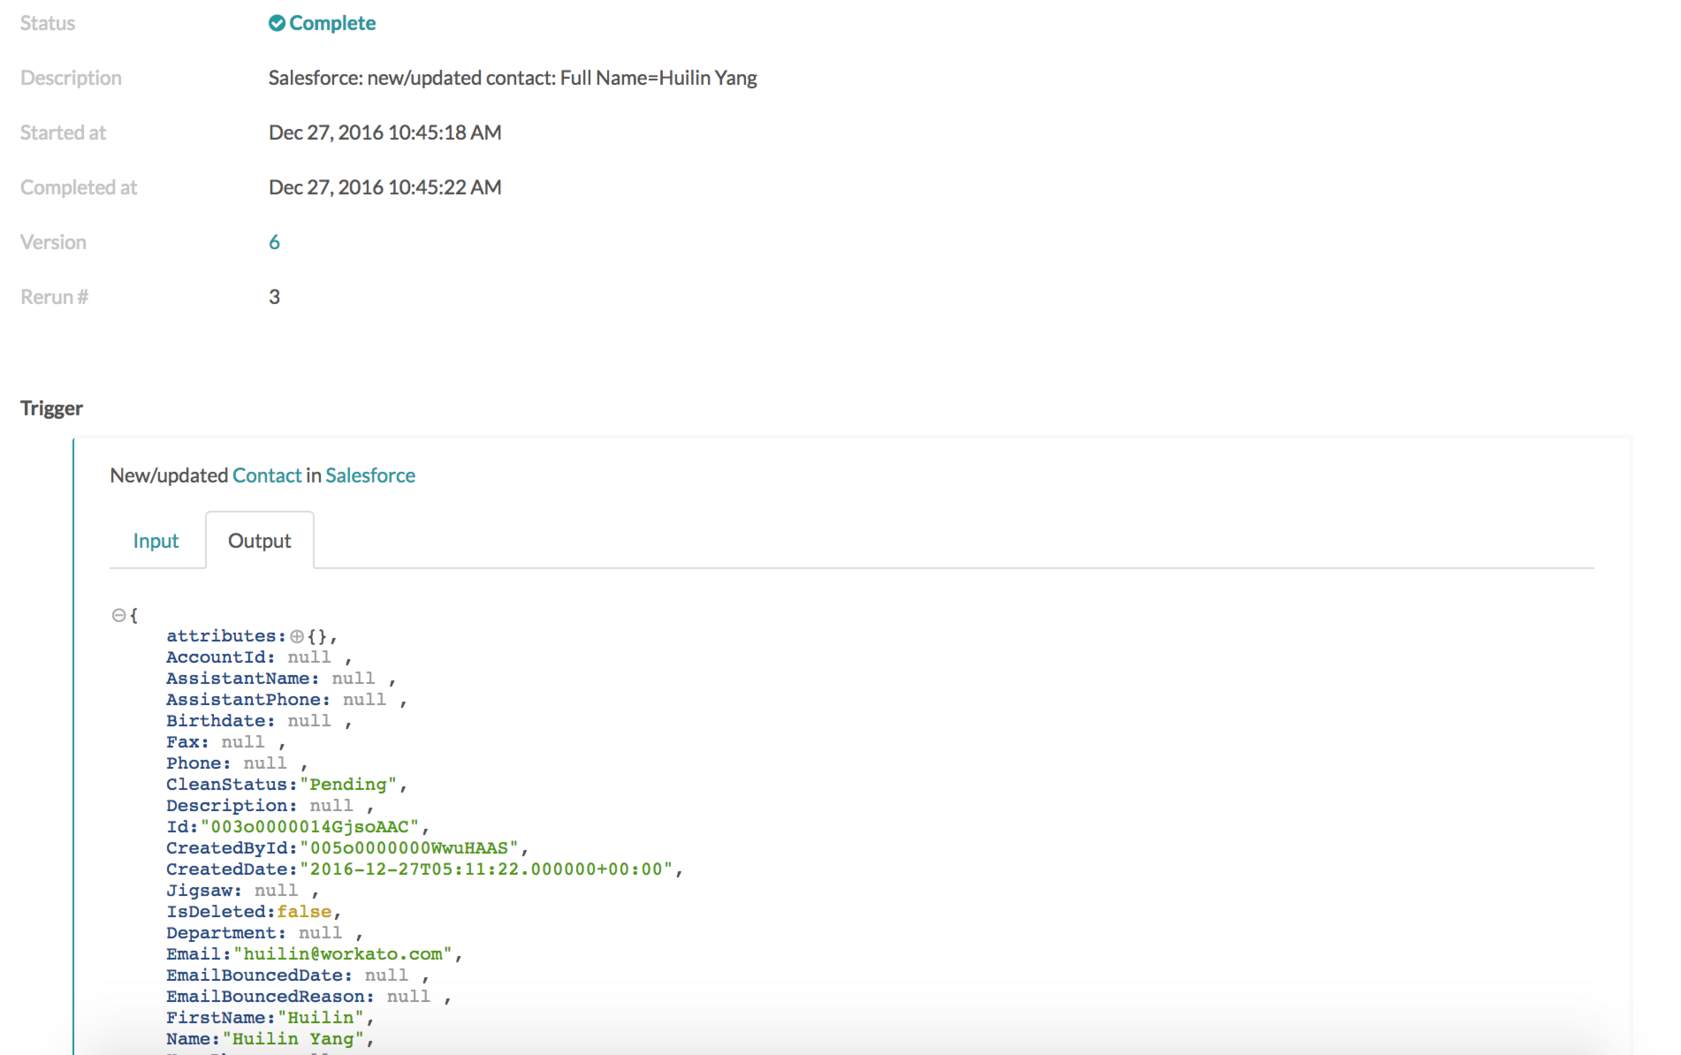 Status Complete
Description Salesforce: new/updated contact: Full Name=Huilin Yang
Started at Dec 27, 2016 10:45:18 AM
Completed at Dec 27, 2016 10:45:22 AM
Version 6
Rerun # 3
Trigger
New/updated Contact in Salesforce
Input Output
{
attributes:{},
AccountId: null ,
AssistantName: null ,
AssistantPhone: null ,
Birthdate: null ,
Fax: null ,
Phone: null ,
CleanStatus:"Pending",
Description: null ,
Id:"003o0000014GjsoAAC",
CreatedById:"005o0000000WwuHAAS",
CreatedDate:"2016-12-27T05:11:22.000000+00:00",
Jigsaw: null ,
IsDeleted:false,
Department: null ,
Email:"huilin@workato.com",
EmailBouncedDate: null ,
EmailBouncedReason: null ,
FirstName:"Huilin",
Name:"Huilin Yang",